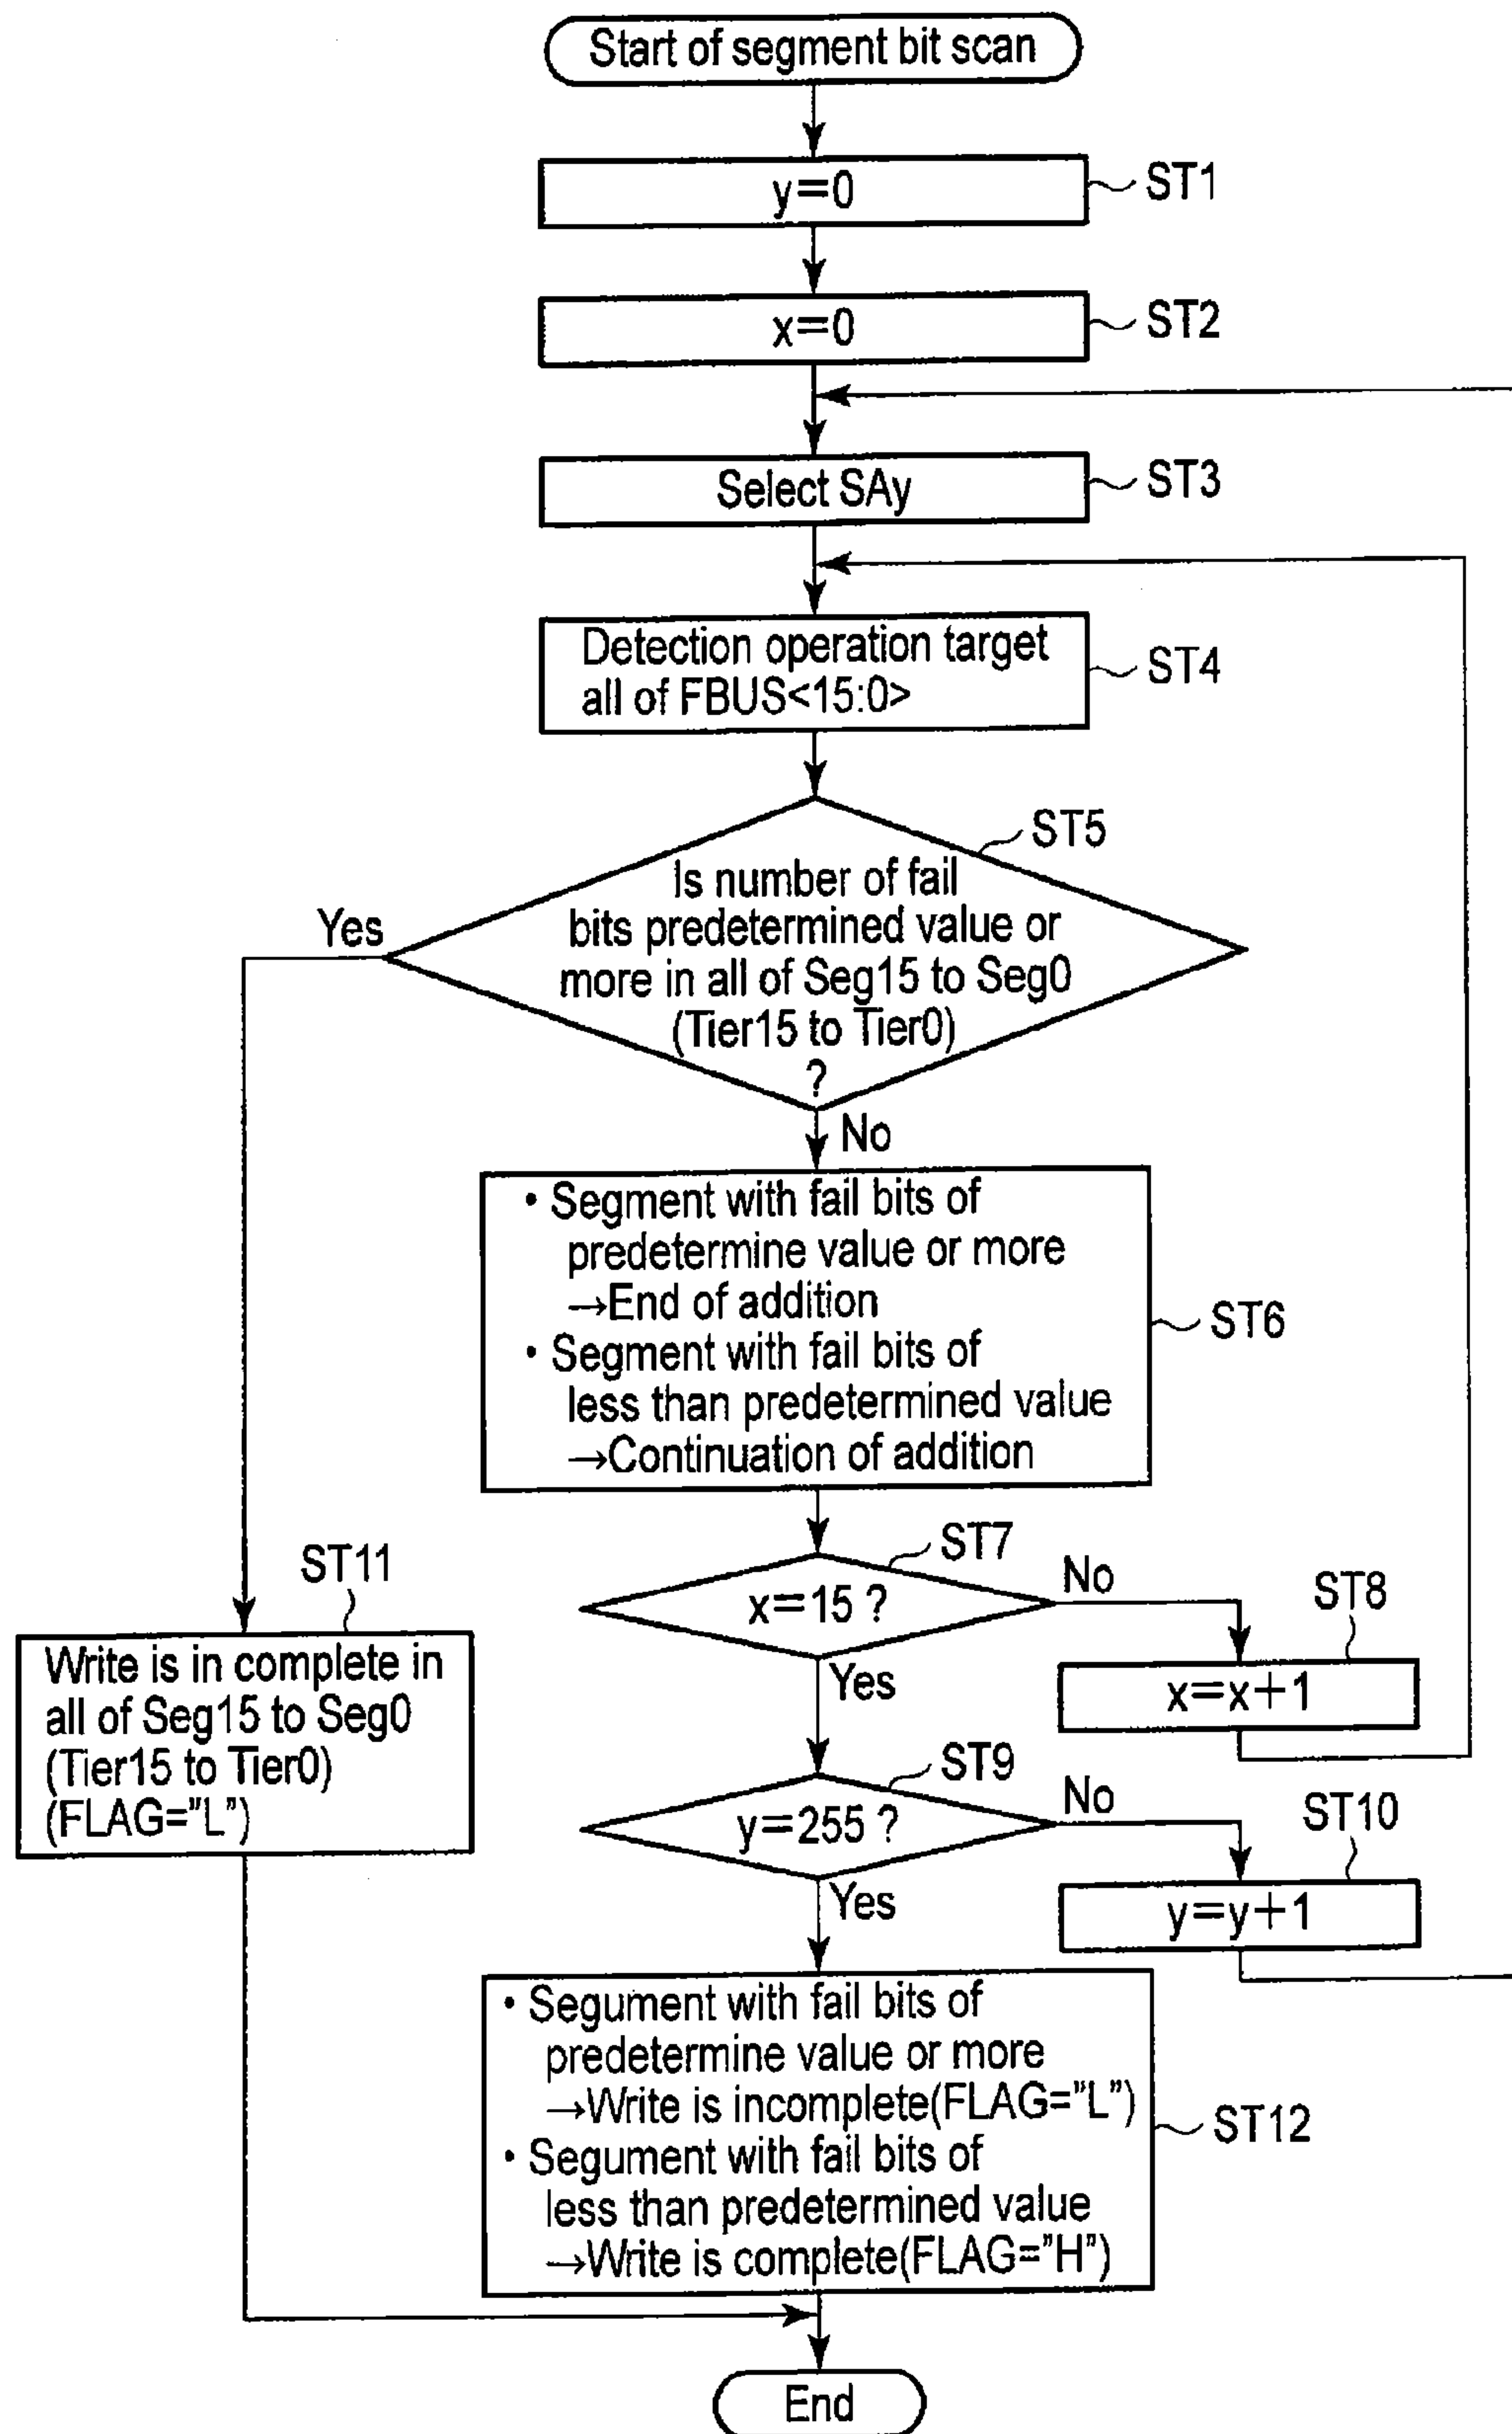 Start of segment bit scan
y=0
ST1
x=0
ST2
Select SAy
ST3
Detection operation target
all of FBUS<15:0>
ST4
ST5
Is number of fail
bits predetermined value or
more in all of Seg15 to Seg0
(Tier15 to Tier0)
?
Yes
No
• Segment with fail bits of
predetermine value or more
→End of addition
• Segment with fail bits of
less than predetermined value
→Continuation of addition
ST6
ST7
x=15 ?
No
Yes
ST8
x=x+1
ST11
Write is in complete in
all of Seg15 to Seg0
(Tier15 to Tier0)
(FLAG="L")
ST9
y=255 ?
No
Yes
ST10
y=y+1
• Segument with fail bits of
predetermine value or more
→Write is incomplete(FLAG="L")
• Segument with fail bits of
less than predetermined value
→Write is complete(FLAG="H")
ST12
End